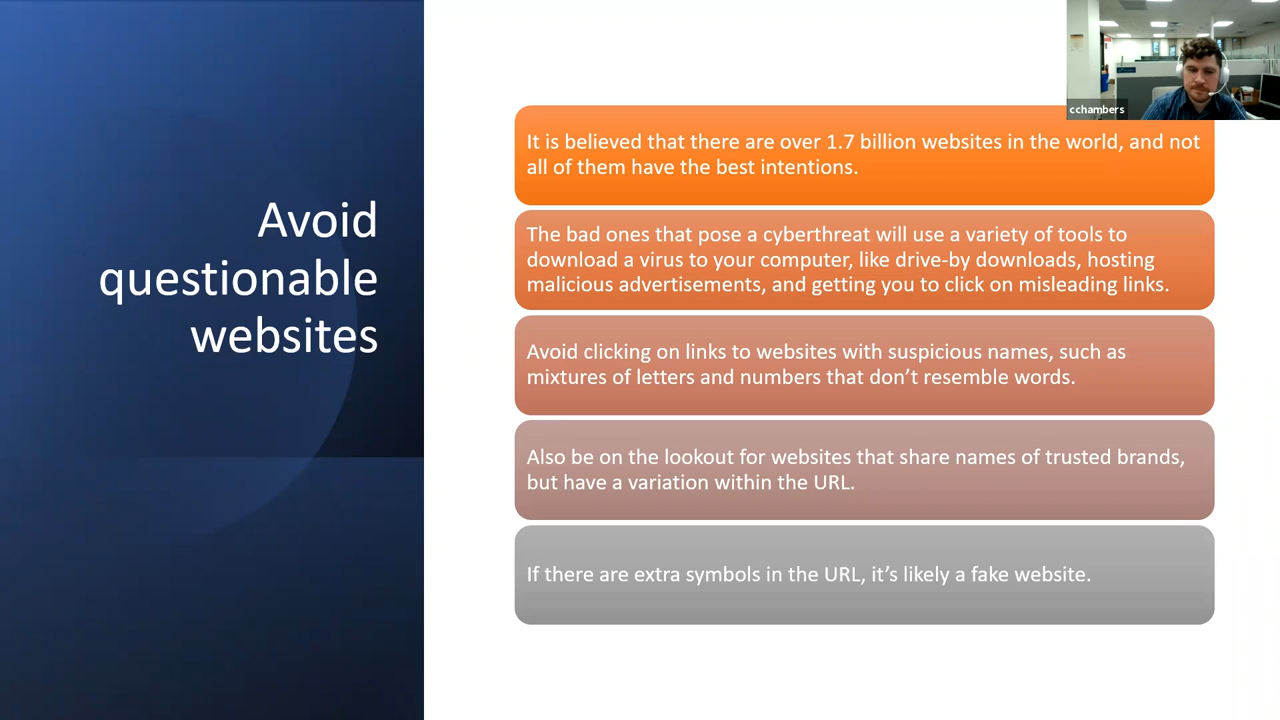 cchambers
Avoid
questionable
websites
It is believed that there are over 1.7 billion websites in the world, and not
all of them have the best intentions.
The bad ones that pose a cyberthreat will use a variety of tools to
download a virus to your computer, like drive-by downloads, hosting
malicious advertisements, and getting you to click on misleading links.
Avoid clicking on links to websites with suspicious names, such as
mixtures of letters and numbers that don’t resemble words.
Also be on the lookout for websites that share names of trusted brands,
but have a variation within the URL.
If there are extra symbols in the URL, it’s likely a fake website.